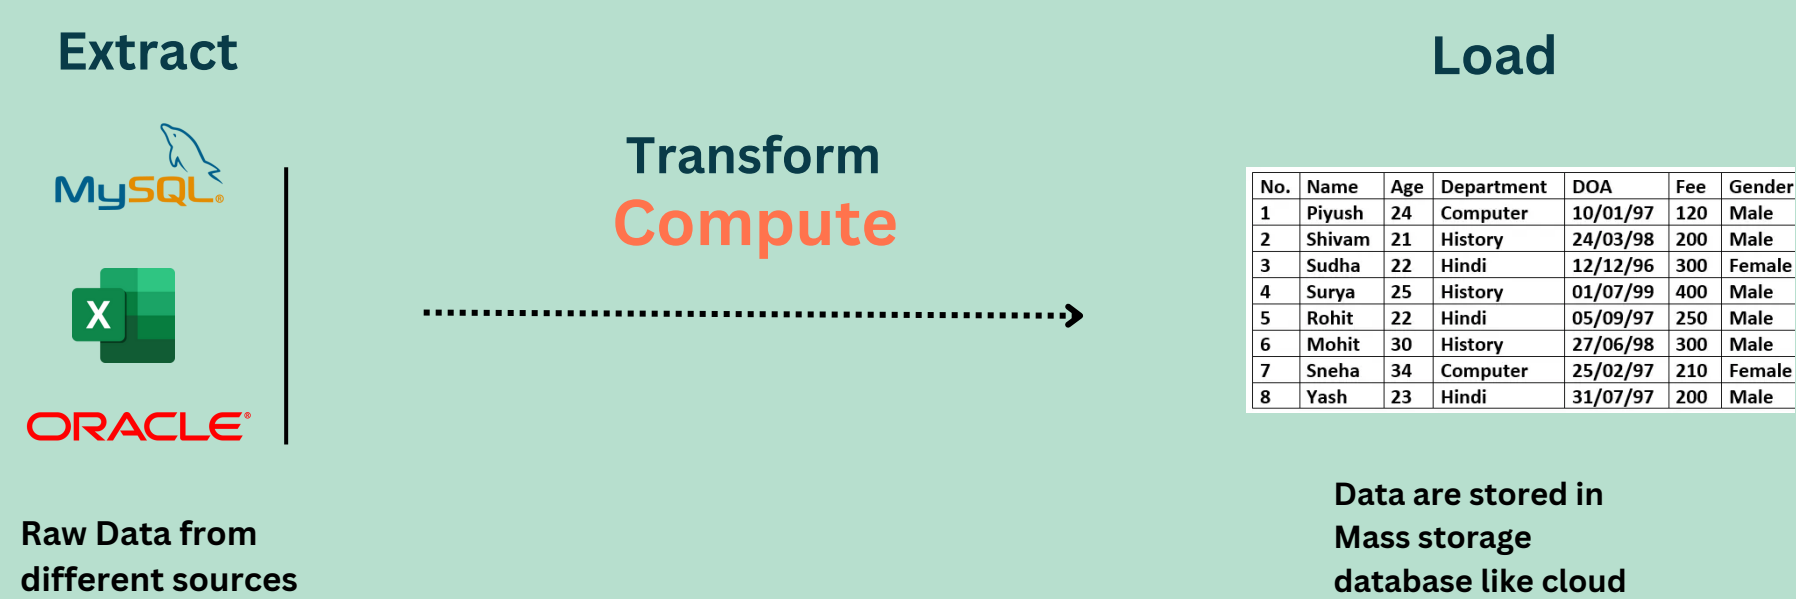 Extract
MySQL®
X
ORACLE®
Raw Data from
different sources
Transform
Compute
Load
No. Name Age Department DOA Fee Gender
1 Piyush 24 Computer 10/01/97 120 Male
2 Shivam 21 History 24/03/98 200 Male
3 Sudha 22 Hindi 12/12/96 300 Female
4 Surya 25 History 01/07/99 400 Male
5 Rohit 22 Hindi 05/09/97 250 Male
6 Mohit 30 History 27/06/98 300 Male
7 Sneha 34 Computer 25/02/97 210 Female
8 Yash 23 Hindi 31/07/97 200 Male
Data are stored in
Mass storage
database like cloud